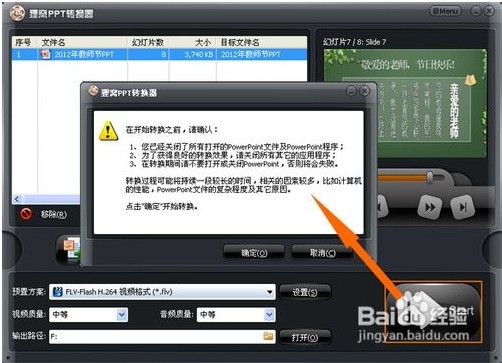 狸窝PPT转换器
Menu
序号 文件名 幻灯片数 大小 目标文件名
1 2012年教师节PPT 8 3,740 KB 2012年教师节PPT
幻灯片7 / 8: Slide 7
敬爱的老师，节日快乐!
亲爱的老师
狸窝PPT转换器
在开始转换之前，请确认：
1、您已经关闭了所有打开的PowerPoint文件及PowerPoint程序；
2、为了获得良好的转换效果，请关闭所有其它的应用程序；
3、在转换期间请不要打开或关闭PowerPoint，否则将会失败。
转换过程可能将持续一段较长的时间，相关的因素较多，比如计算机
的性能，PowerPoint文件的复杂程度及其它原因。
点击“确定”开始转换。
移除(R)
确定(O) 取消(C)
预置方案: FLV-Flash H.264 视频格式 (*.flv) 设置(S)
视频质量: 中等 音频质量: 中等
输出路径: F: 打开(O)
Start
Bai du 经验
jingyan.baidu.com